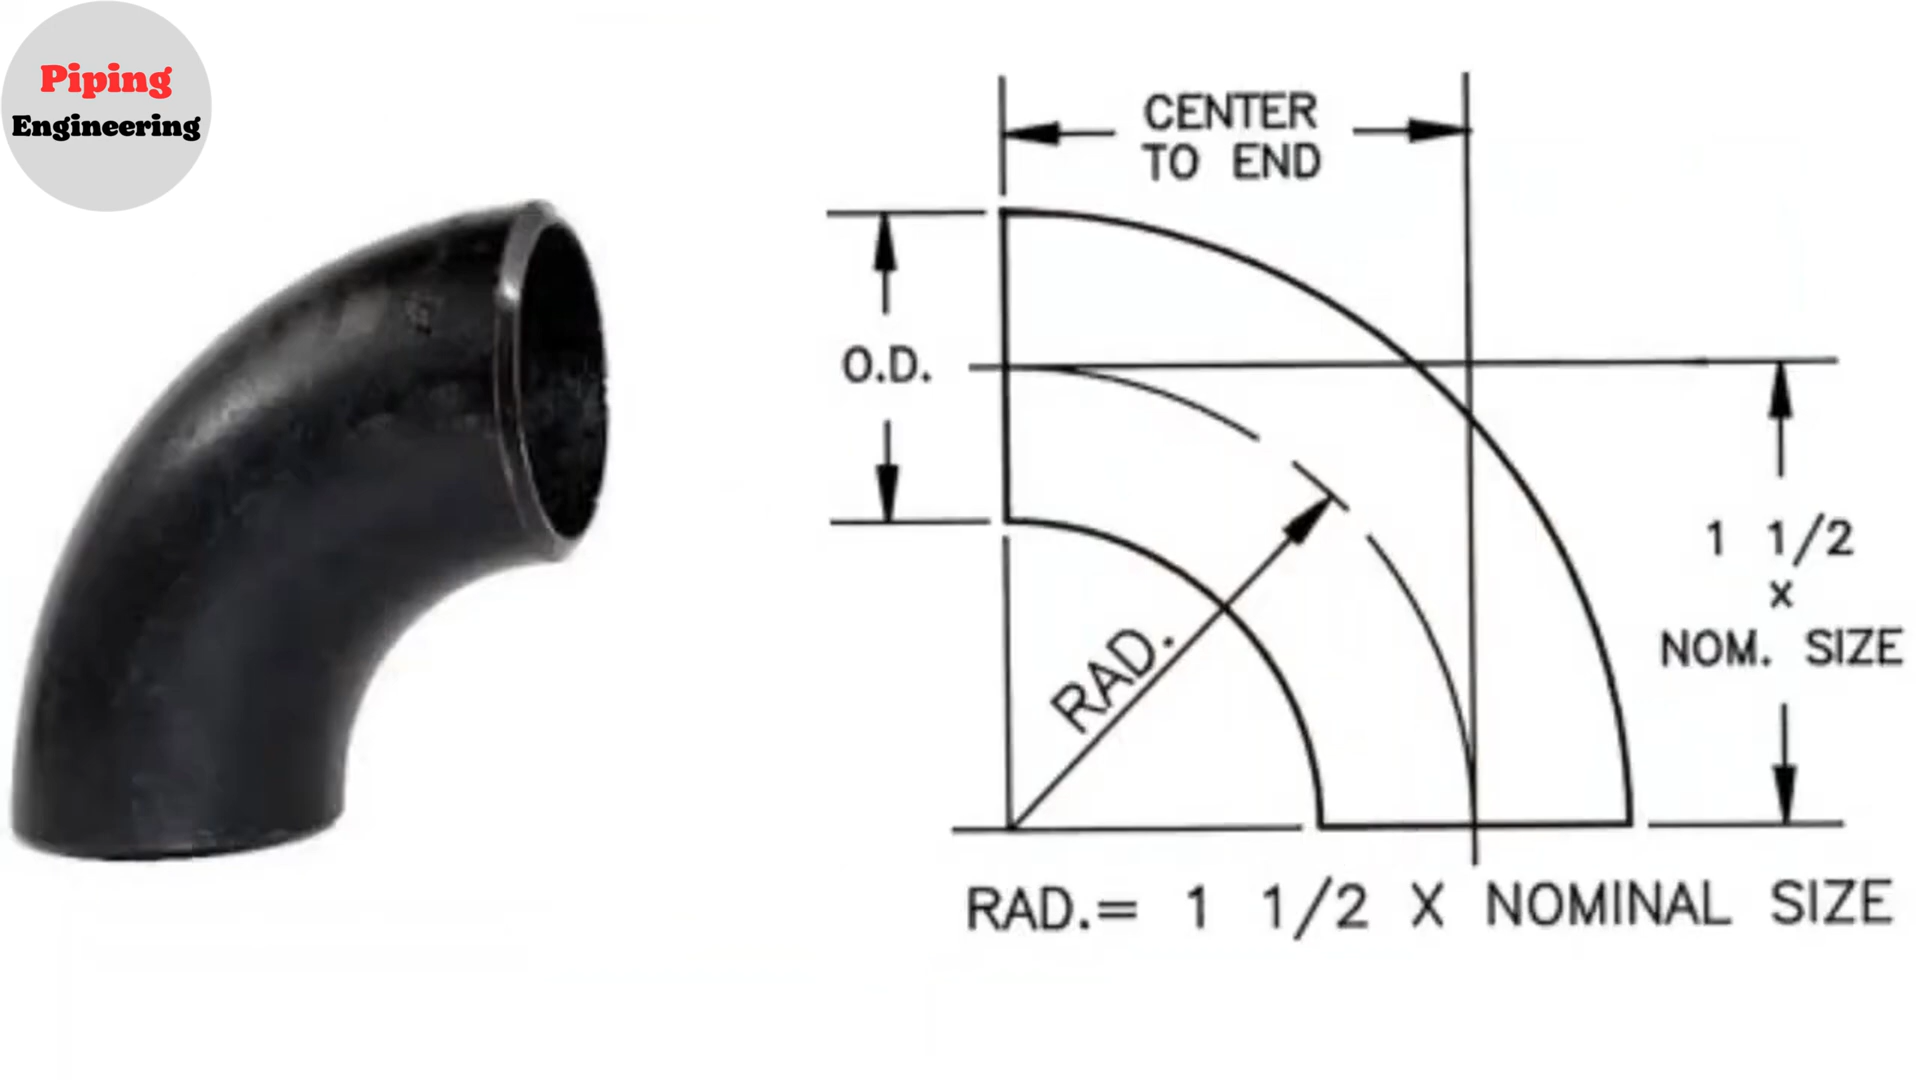 Piping
Engineering
CENTER
TO END
O.D.
1 1/2
x
NOM. SIZE
RAD.
RAD.= 1 1/2 X NOMINAL SIZE